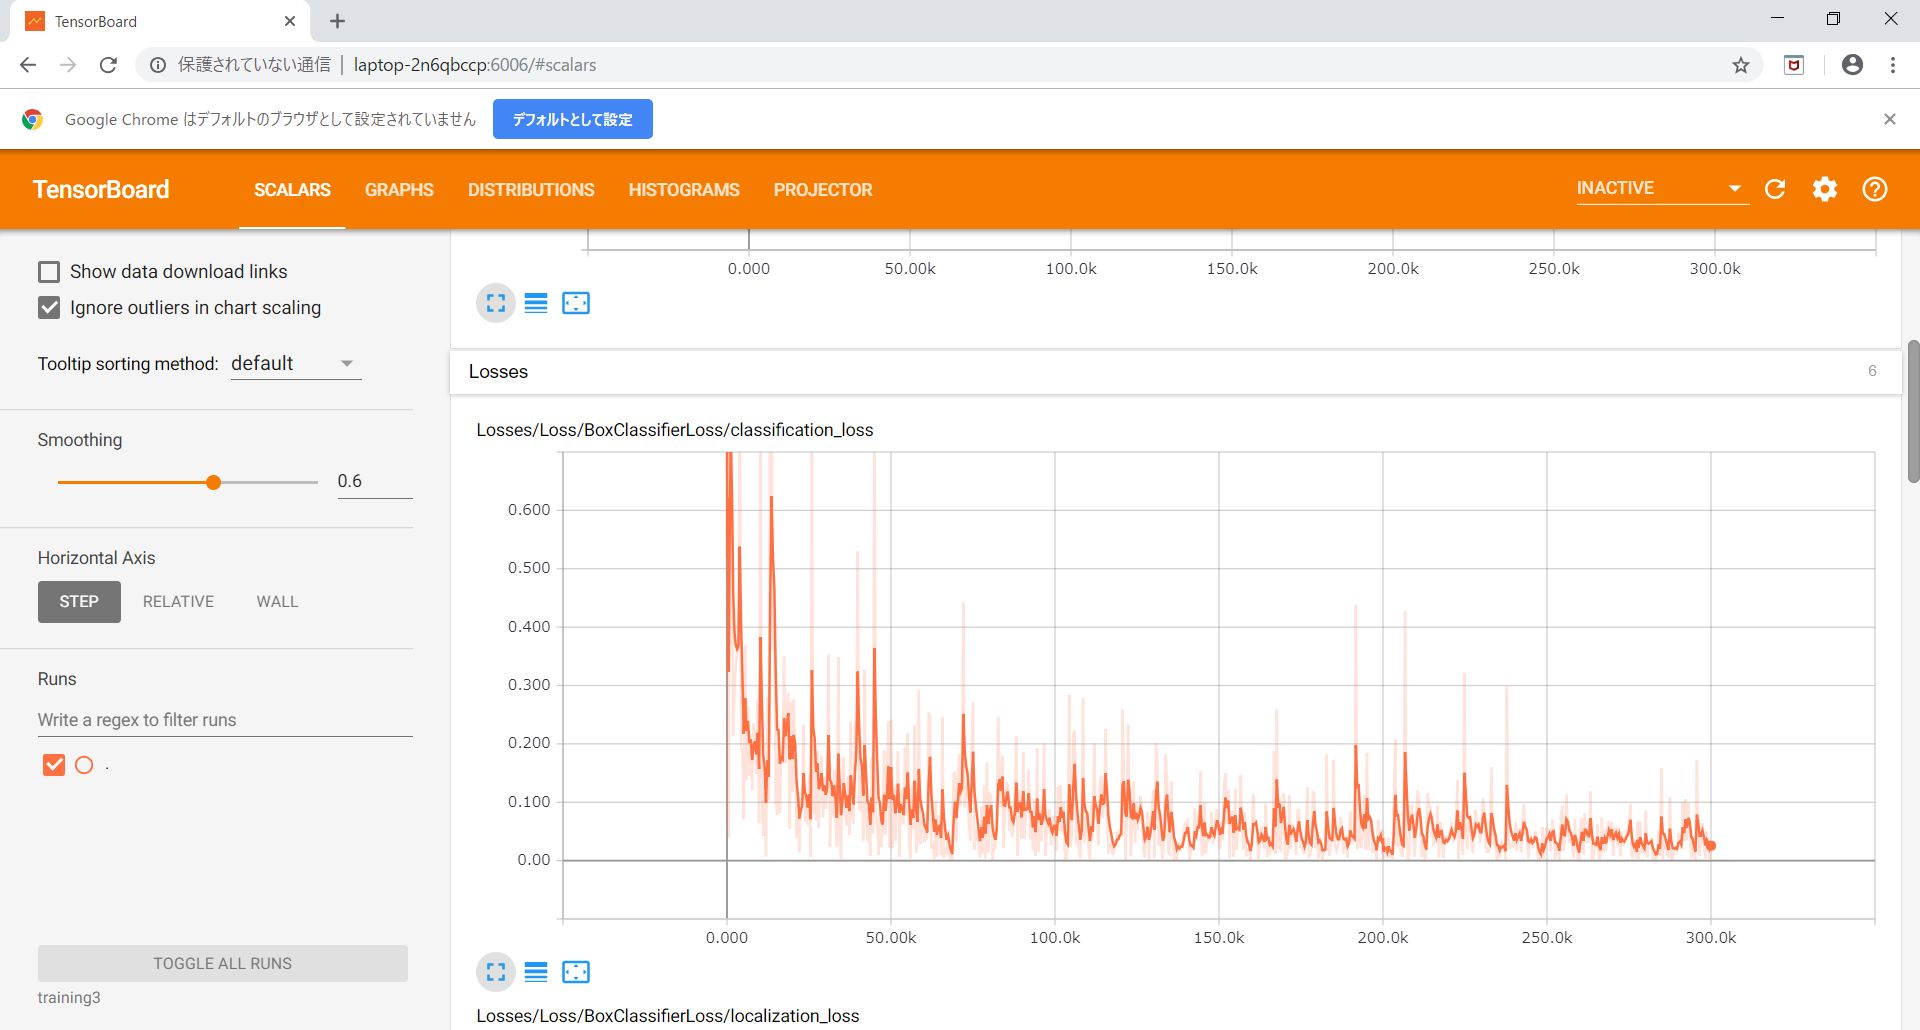 TensorBoard
保護されていない通信 laptop-2n6qbccp:6006/#scalars
Google Chrome はデフォルトのブラウザとして設定されていません デフォルトとして設定
TensorBoard SCALARS GRAPHS DISTRIBUTIONS HISTOGRAMS PROJECTOR INACTIVE
Show data download links
Ignore outliers in chart scaling
Tooltip sorting method: default
Smoothing
0.6
Horizontal Axis
STEP RELATIVE WALL
Runs
Write a regex to filter runs
.
TOGGLE ALL RUNS
training3
0.000 50.00k 100.0k 150.0k 200.0k 250.0k 300.0k
Losses 6
Losses/Loss/BoxClassifierLoss/classification_loss
0.600
0.500
0.400
0.300
0.200
0.100
0.00
0.000 50.00k 100.0k 150.0k 200.0k 250.0k 300.0k
Losses/Loss/BoxClassifierLoss/localization_loss